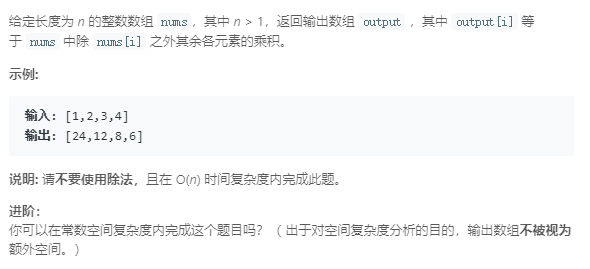 给定长度为 n 的整数数组 nums，其中 n > 1，返回输出数组 output ，其中 output[i] 等
于 nums 中除 nums[i] 之外其余各元素的乘积。
示例:
输入: [1,2,3,4]
输出: [24,12,8,6]
说明: 请不要使用除法，且在 O(n) 时间复杂度内完成此题。
进阶：
你可以在常数空间复杂度内完成这个题目吗？（ 出于对空间复杂度分析的目的，输出数组不被视为
额外空间。）